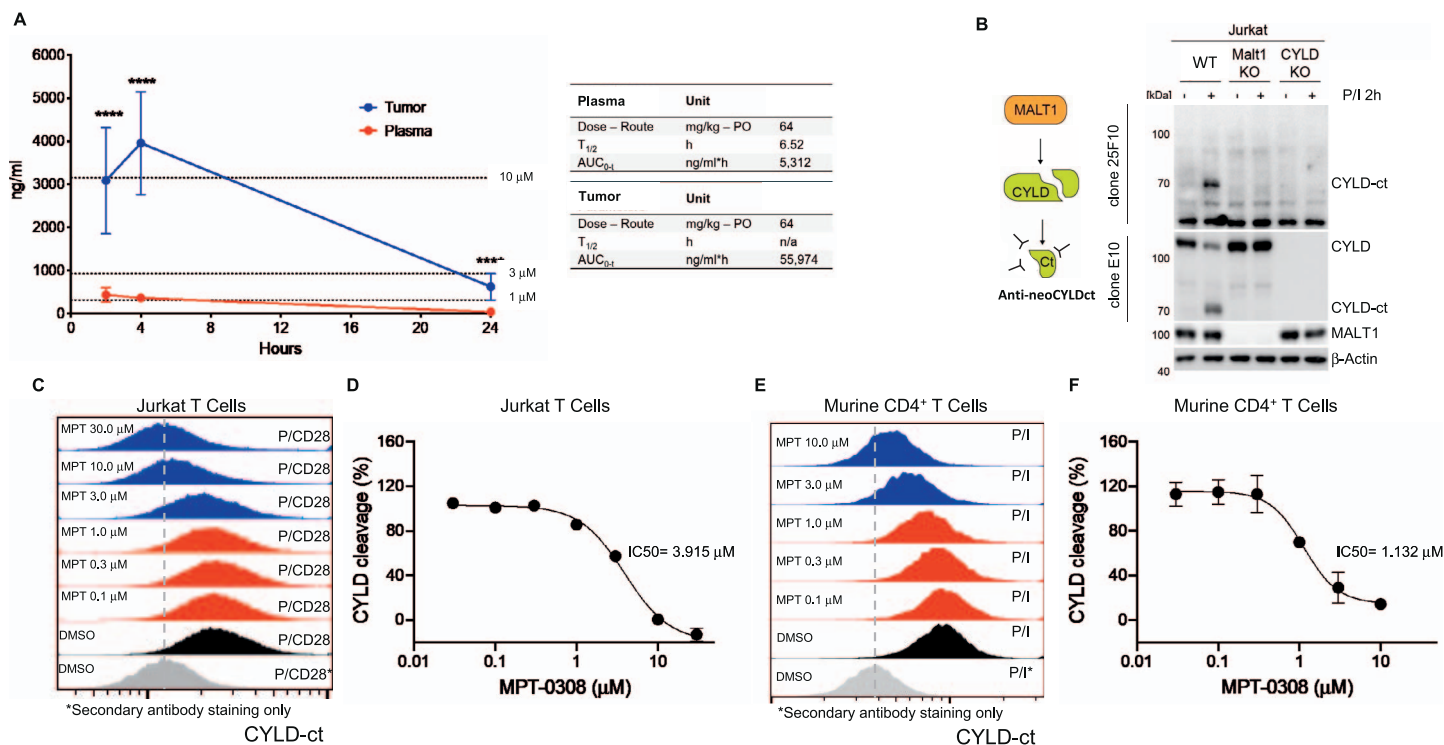 A
6000
5000
4000
3000
2000
1000
0
ng/ml
0
4
8
12
16
20
24
Hours
****
****
****
Tumor
Plasma
10 μM
3 μM
1 μM
Plasma Unit
Dose – Route mg/kg – PO 64
T1/2 h 6.52
AUC0-t ng/ml*h 5,312
Tumor Unit
Dose – Route mg/kg – PO 64
T1/2 h n/a
AUC0-t ng/ml*h 55,974
B
MALT1
CYLD
Ct
Anti-neoCYLDct
Jurkat
WT
Malt1 KO
CYLD KO
[kDa] - + - + - + P/I 2h
clone 25F10
100
70
CYLD-ct
clone E10
100
70
CYLD
CYLD-ct
100
MALT1
40
β-Actin
C
Jurkat T Cells
MPT 30.0 μM P/CD28
MPT 10.0 μM P/CD28
MPT 3.0 μM P/CD28
MPT 1.0 μM P/CD28
MPT 0.3 μM P/CD28
MPT 0.1 μM P/CD28
DMSO P/CD28
DMSO P/CD28*
*Secondary antibody staining only
CYLD-ct
D
Jurkat T Cells
CYLD cleavage (%)
160
120
80
40
0
IC50= 3.915 μM
0.01 0.1 1 10 100
MPT-0308 (μM)
E
Murine CD4+ T Cells
MPT 10.0 μM P/I
MPT 3.0 μM P/I
MPT 1.0 μM P/I
MPT 0.3 μM P/I
MPT 0.1 μM P/I
DMSO P/I
DMSO P/I*
*Secondary antibody staining only
CYLD-ct
F
Murine CD4+ T Cells
CYLD cleavage (%)
160
120
80
40
0
IC50= 1.132 μM
0.01 0.1 1 10 100
MPT-0308 (μM)